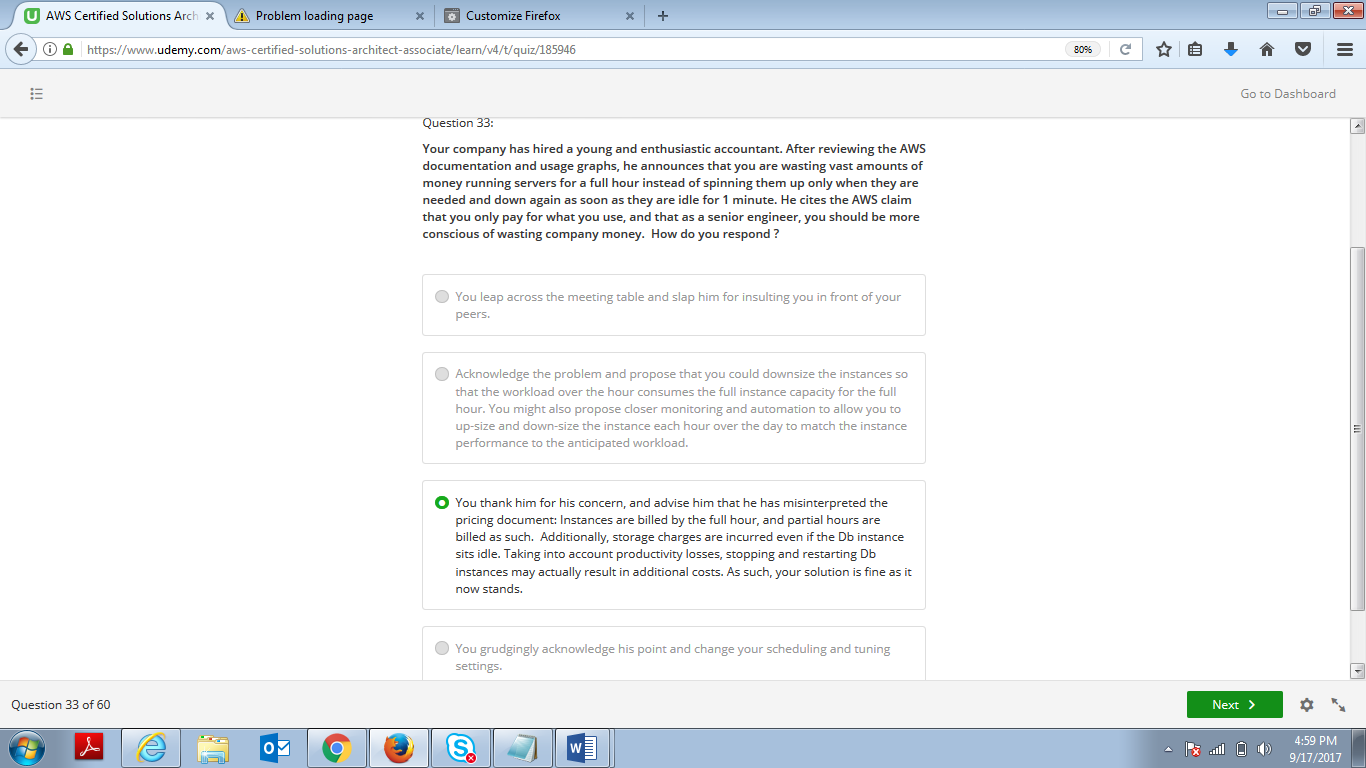 AWS Certified Solutions Arch
Problem loading page
Customize Firefox
https://www.udemy.com/aws-certified-solutions-architect-associate/learn/v4/t/quiz/185946
80%
Go to Dashboard
Question 33:
Your company has hired a young and enthusiastic accountant. After reviewing the AWS
documentation and usage graphs, he announces that you are wasting vast amounts of
money running servers for a full hour instead of spinning them up only when they are
needed and down again as soon as they are idle for 1 minute. He cites the AWS claim
that you only pay for what you use, and that as a senior engineer, you should be more
conscious of wasting company money.  How do you respond ?
You leap across the meeting table and slap him for insulting you in front of your
peers.
Acknowledge the problem and propose that you could downsize the instances so
that the workload over the hour consumes the full instance capacity for the full
hour. You might also propose closer monitoring and automation to allow you to
up-size and down-size the instance each hour over the day to match the instance
performance to the anticipated workload.
You thank him for his concern, and advise him that he has misinterpreted the
pricing document: Instances are billed by the full hour, and partial hours are
billed as such.  Additionally, storage charges are incurred even if the Db instance
sits idle. Taking into account productivity losses, stopping and restarting Db
instances may actually result in additional costs. As such, your solution is fine as it
now stands.
You grudgingly acknowledge his point and change your scheduling and tuning
settings.
Question 33 of 60
Next
4:59 PM
9/17/2017